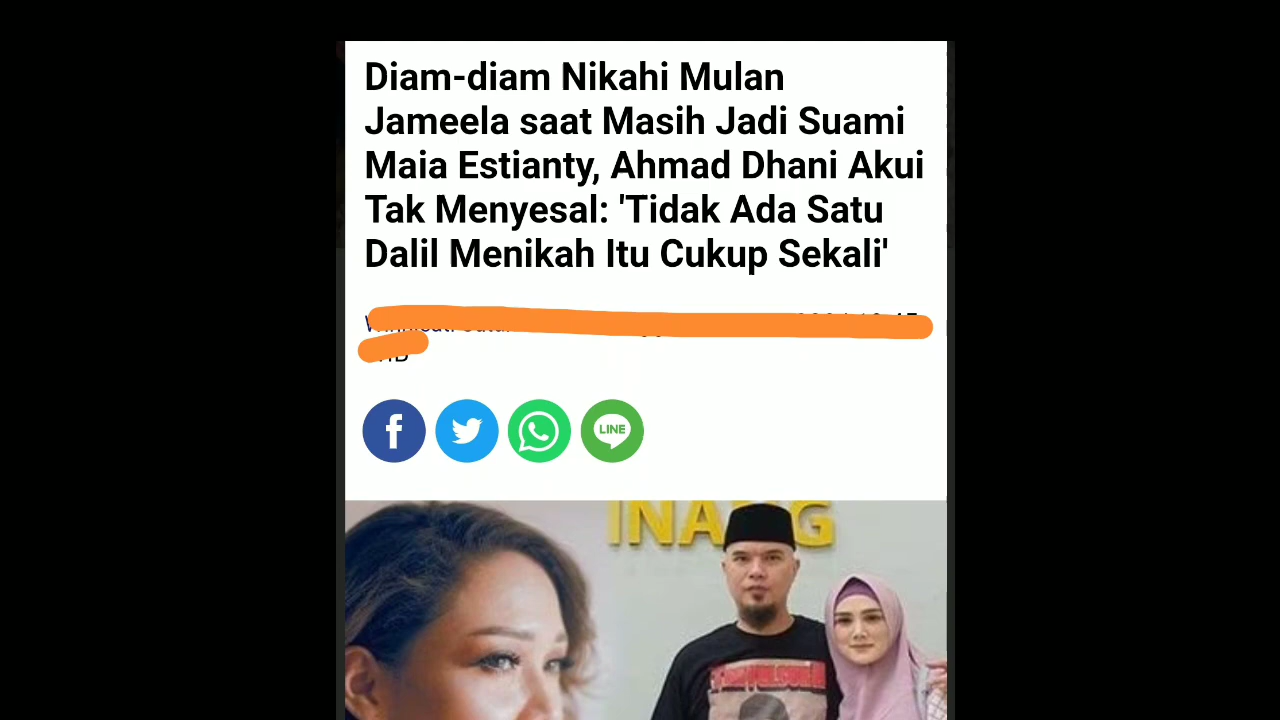 Diam-diam Nikahi Mulan
Jameela saat Masih Jadi Suami
Maia Estianty, Ahmad Dhani Akui
Tak Menyesal: 'Tidak Ada Satu
Dalil Menikah Itu Cukup Sekali'
f
LINE